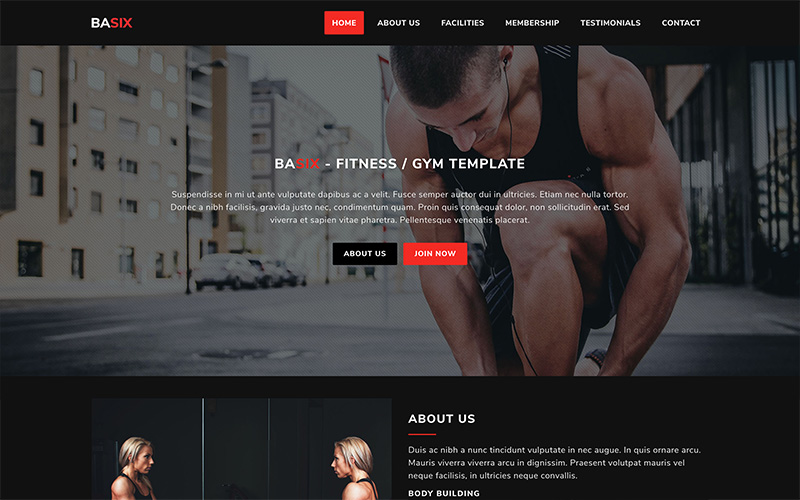 BASIX
HOME ABOUT US FACILITIES MEMBERSHIP TESTIMONIALS CONTACT
BASIX - FITNESS / GYM TEMPLATE
Suspendisse in mi ut ante vulputate dapibus ac a velit. Fusce semper auctor dui in ultricies. Etiam nec nulla tortor.
Donec a nibh facilisis, gravida justo nec, condimentum quam. Proin quis consequat dolor, non sollicitudin erat. Sed
viverra et sapien vitae pharetra. Pellentesque venenatis placerat.
ABOUT US JOIN NOW
ABOUT US
Duis ac nibh a nunc tincidunt vulputate in nec augue. In quis ornare arcu.
Mauris viverra viverra arcu in dignissim. Praesent volutpat mauris vel
neque facilisis, in ultricies neque convallis.
BODY BUILDING